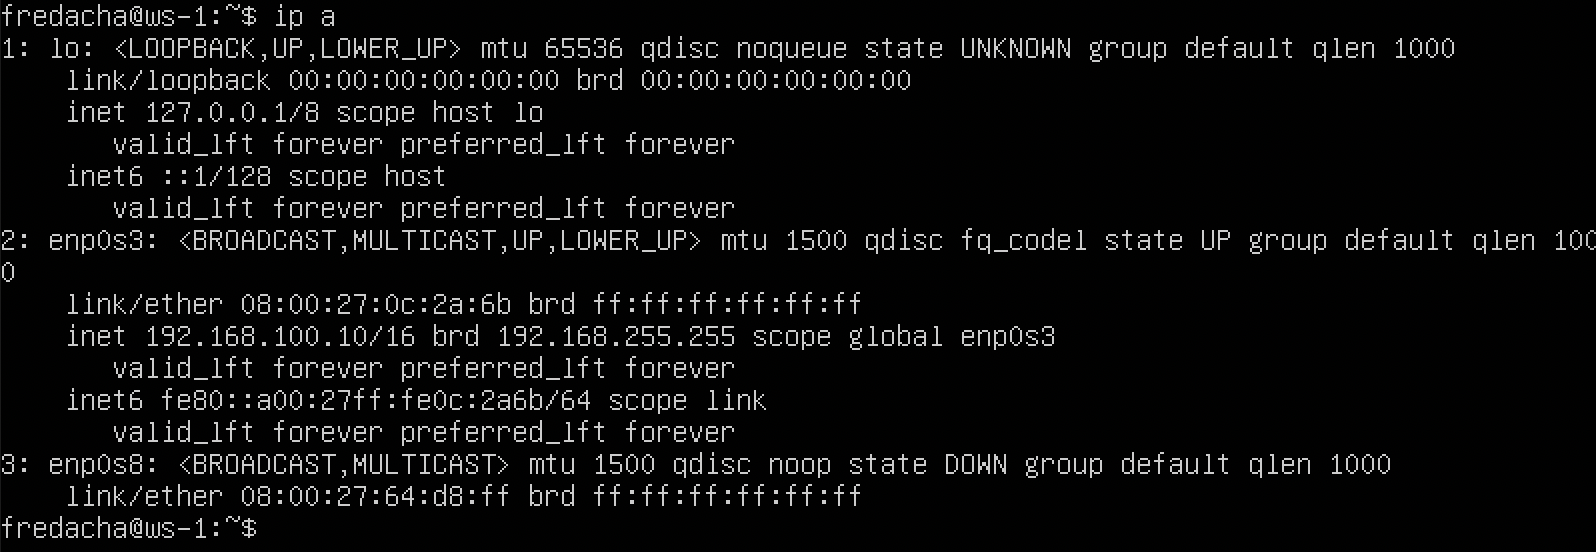 fredacha@ws-1:~$ ip a
1: lo: <LOOPBACK,UP,LOWER_UP> mtu 65536 qdisc noqueue state UNKNOWN group default qlen 1000
    link/loopback 00:00:00:00:00:00 brd 00:00:00:00:00:00
    inet 127.0.0.1/8 scope host lo
       valid_lft forever preferred_lft forever
    inet6 ::1/128 scope host
       valid_lft forever preferred_lft forever
2: enp0s3: <BROADCAST,MULTICAST,UP,LOWER_UP> mtu 1500 qdisc fq_codel state UP group default qlen 100
0
    link/ether 08:00:27:0c:2a:6b brd ff:ff:ff:ff:ff:ff
    inet 192.168.100.10/16 brd 192.168.255.255 scope global enp0s3
       valid_lft forever preferred_lft forever
    inet6 fe80::a00:27ff:fe0c:2a6b/64 scope link
       valid_lft forever preferred_lft forever
3: enp0s8: <BROADCAST,MULTICAST> mtu 1500 qdisc noop state DOWN group default qlen 1000
    link/ether 08:00:27:64:d8:ff brd ff:ff:ff:ff:ff:ff
fredacha@ws-1:~$